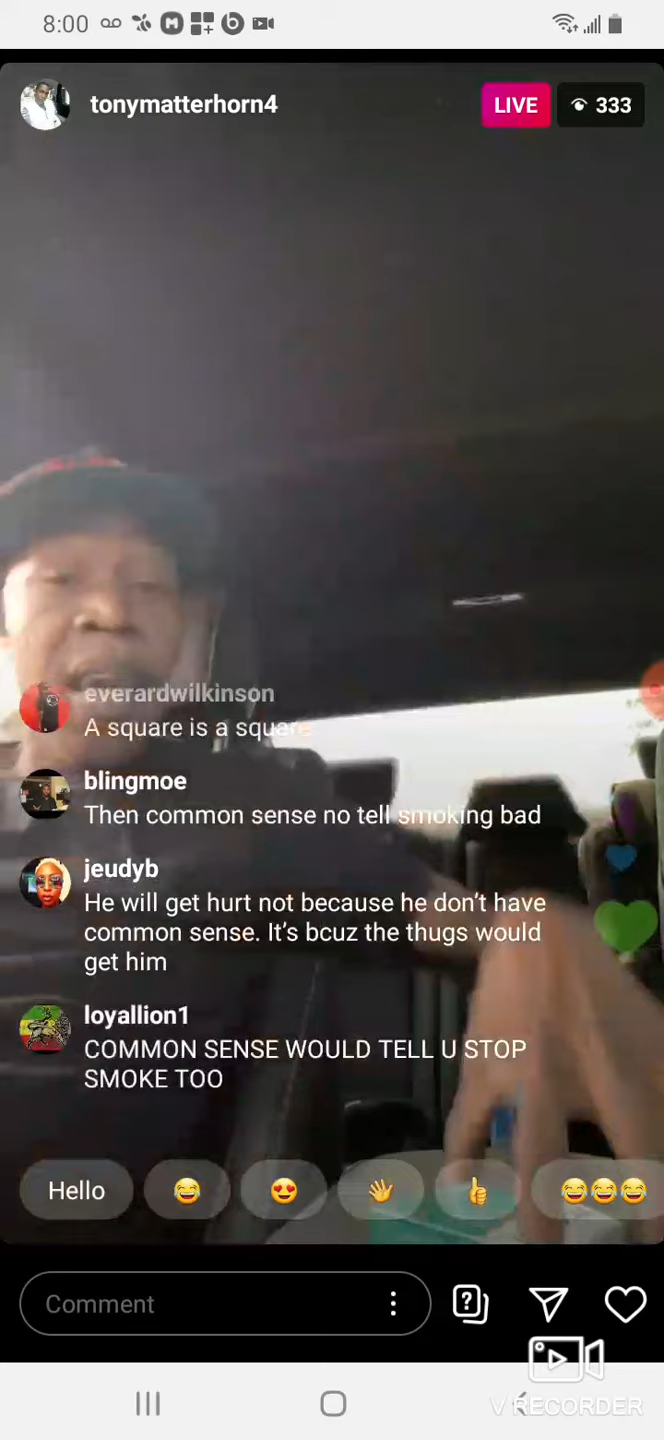 8:00
tonymatterhorn4
LIVE
333
everardwilkinson
A square is a square
blingmoe
Then common sense no tell smoking bad
jeudyb
He will get hurt not because he don’t have
common sense. It’s bcuz the thugs would
get him
loyallion1
COMMON SENSE WOULD TELL U STOP
SMOKE TOO
Hello
Comment
V RECORDER